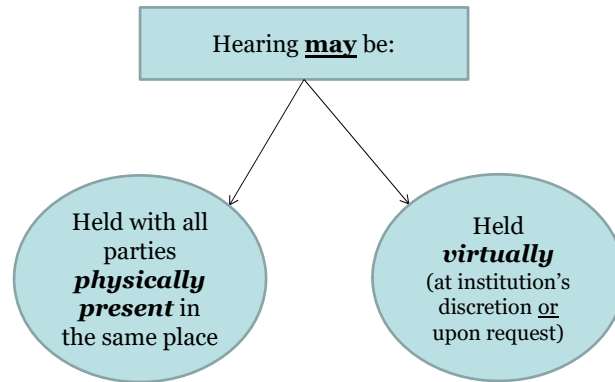 Hearing may be:
Held with all
parties
physically
present in
the same place
Held
virtually
(at institution's
discretion or
upon request)